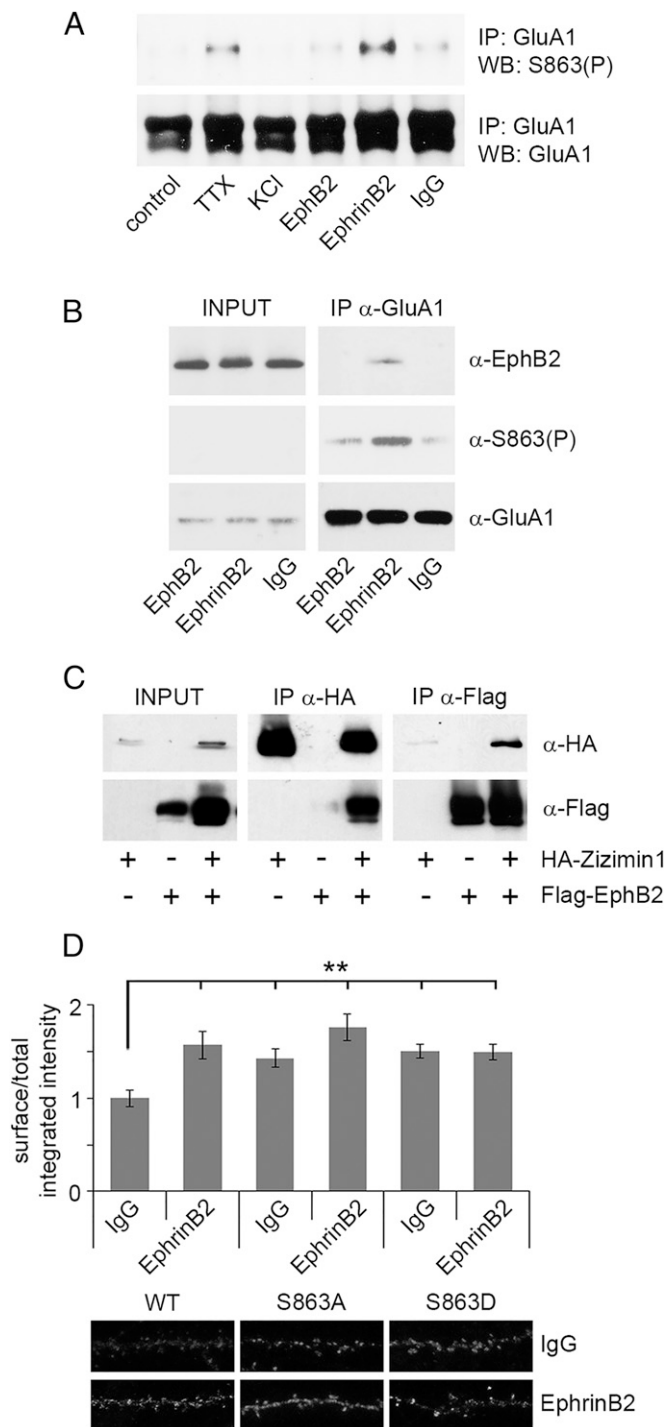 A
IP: GluA1
WB: S863(P)
IP: GluA1
WB: GluA1
control TTX KCl EphB2 EphrinB2 IgG
B
INPUT IP α-GluA1
α-EphB2
α-S863(P)
α-GluA1
EphB2 EphrinB2 IgG EphB2 EphrinB2 IgG
C
INPUT IP α-HA IP α-Flag
α-HA
α-Flag
+ - + + - + + - + HA-Zizimin1
- + + - + + - + + Flag-EphB2
D
**
surface/total
integrated intensity
2
1
0
IgG EphrinB2 IgG EphrinB2 IgG EphrinB2
WT S863A S863D
IgG
EphrinB2